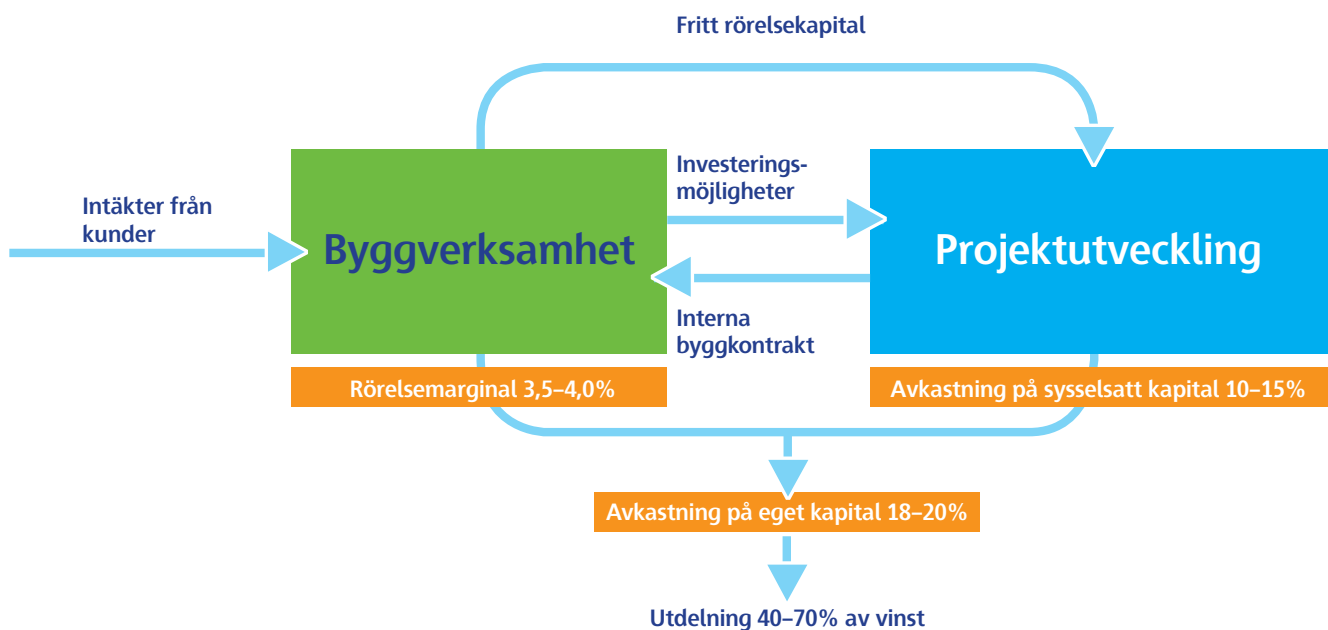 Fritt rörelsekapital
Intäkter från
kunder
Byggverksamhet
Investerings-
möjligheter
Interna
byggkontrakt
Projektutveckling
Rörelsemarginal 3,5–4,0%
Avkastning på sysselsatt kapital 10–15%
Avkastning på eget kapital 18–20%
Utdelning 40–70% av vinst